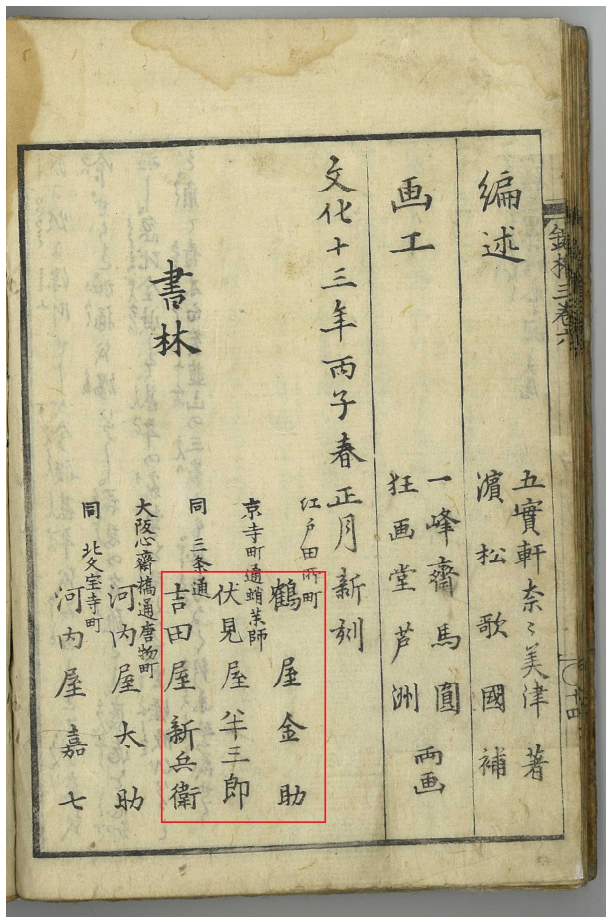 編述
五實軒奈〻美津著
濱松歌國補
画工
一峰齋馬圓
狂画堂芦洲
両画
文化十三年丙子春正月新刻
書林
江戸田所町
鶴屋金助
京寺町通蛸薬師
伏見屋半三郎
同三条通
吉田屋新兵衛
大阪心齋橋通唐物町
河内屋太助
同北久宝寺町
河内屋嘉七